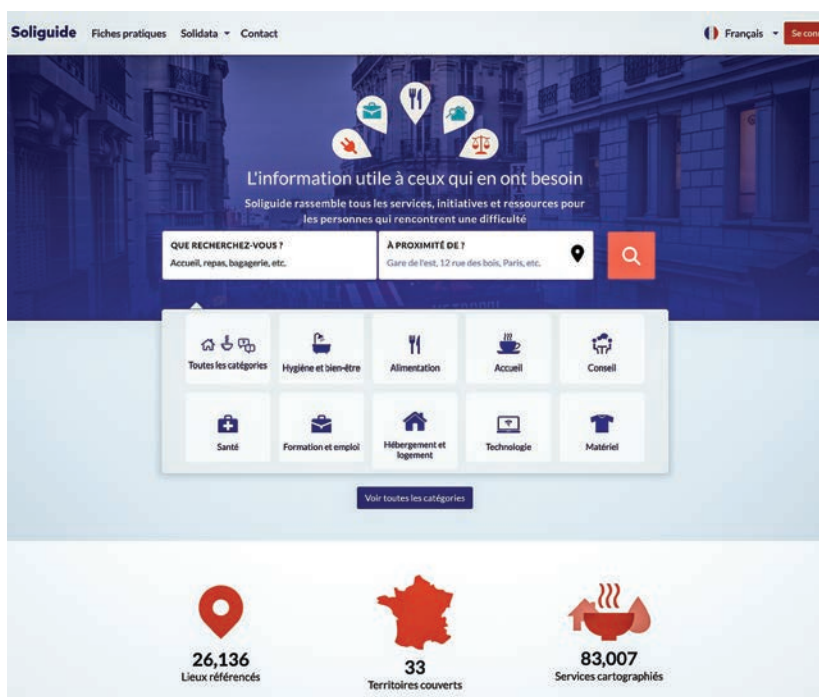 Soliguide Fiches pratiques Solidata Contact Français
L'information utile à ceux qui en ont besoin
Soliguide rassemble tous les services, initiatives et ressources pour
les personnes qui rencontrent une difficulté
QUE RECHERCHEZ-VOUS ?
Accueil, repas, bagagerie, etc.
À PROXIMITÉ DE ?
Gare de l'est, 12 rue des bois, Paris, etc.
Toutes les catégories
Hygiène et bien-être
Alimentation
Accueil
Conseil
Santé
Formation et emploi
Hébergement et
logement
Technologie
Matériel
Voir toutes les catégories
26,136
Lieux référencés
33
Territoires couverts
83,007
Services cartographiés